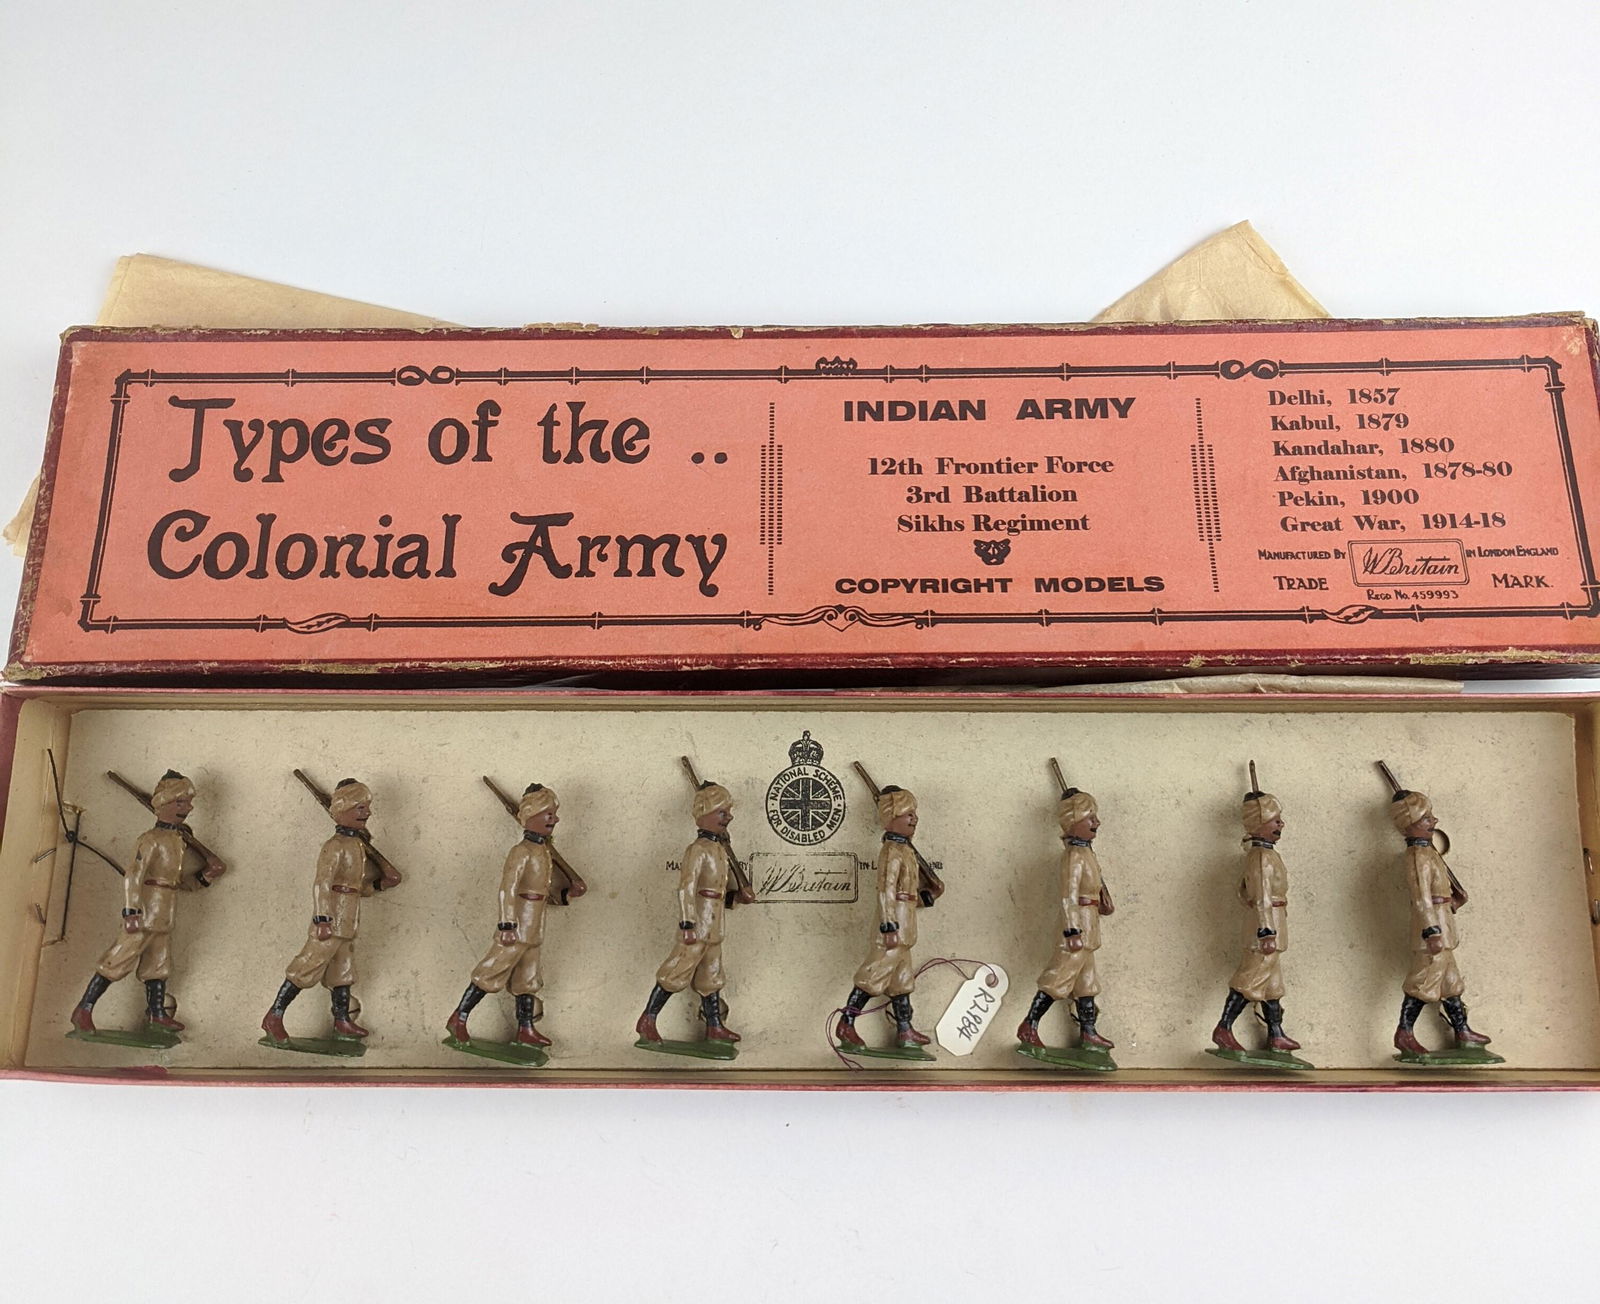 Types of the ..
Colonial Army
INDIAN ARMY
12th Frontier Force
3rd Battalion
Sikhs Regiment
COPYRIGHT MODELS
Delhi, 1857
Kabul, 1879
Kandahar, 1880
Afghanistan, 1878-80
Pekin, 1900
Great War, 1914-18
MANUFACTURED BY W Britain IN LONDON ENGLAND
TRADE MARK.
REGD No. 459993
NATIONAL SCHEME
FOR DISABLED MEN
BY W Britain IN